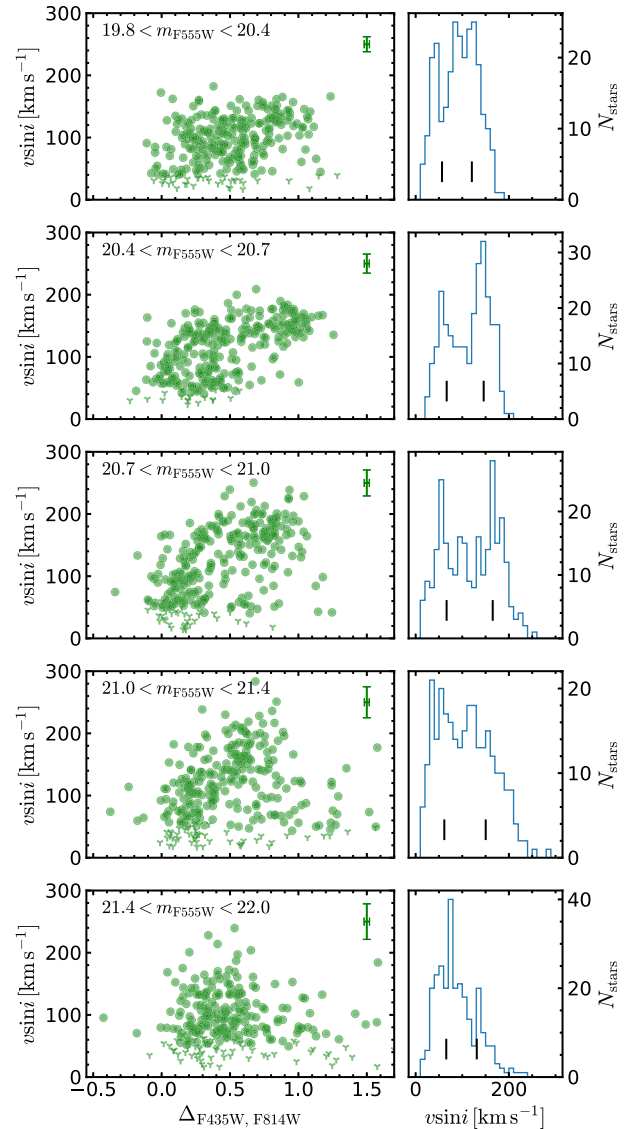 19.8 < m_F555W < 20.4
300
200
100
0
v sin i [km s⁻¹]
20
10
0
N_stars
20.4 < m_F555W < 20.7
300
200
100
0
v sin i [km s⁻¹]
30
20
10
0
N_stars
20.7 < m_F555W < 21.0
300
200
100
0
v sin i [km s⁻¹]
20
10
0
N_stars
21.0 < m_F555W < 21.4
300
200
100
0
v sin i [km s⁻¹]
20
10
0
N_stars
21.4 < m_F555W < 22.0
300
200
100
0
v sin i [km s⁻¹]
40
20
0
N_stars
−0.5 0.0 0.5 1.0 1.5
Δ_F435W, F814W
0 200
v sin i [km s⁻¹]